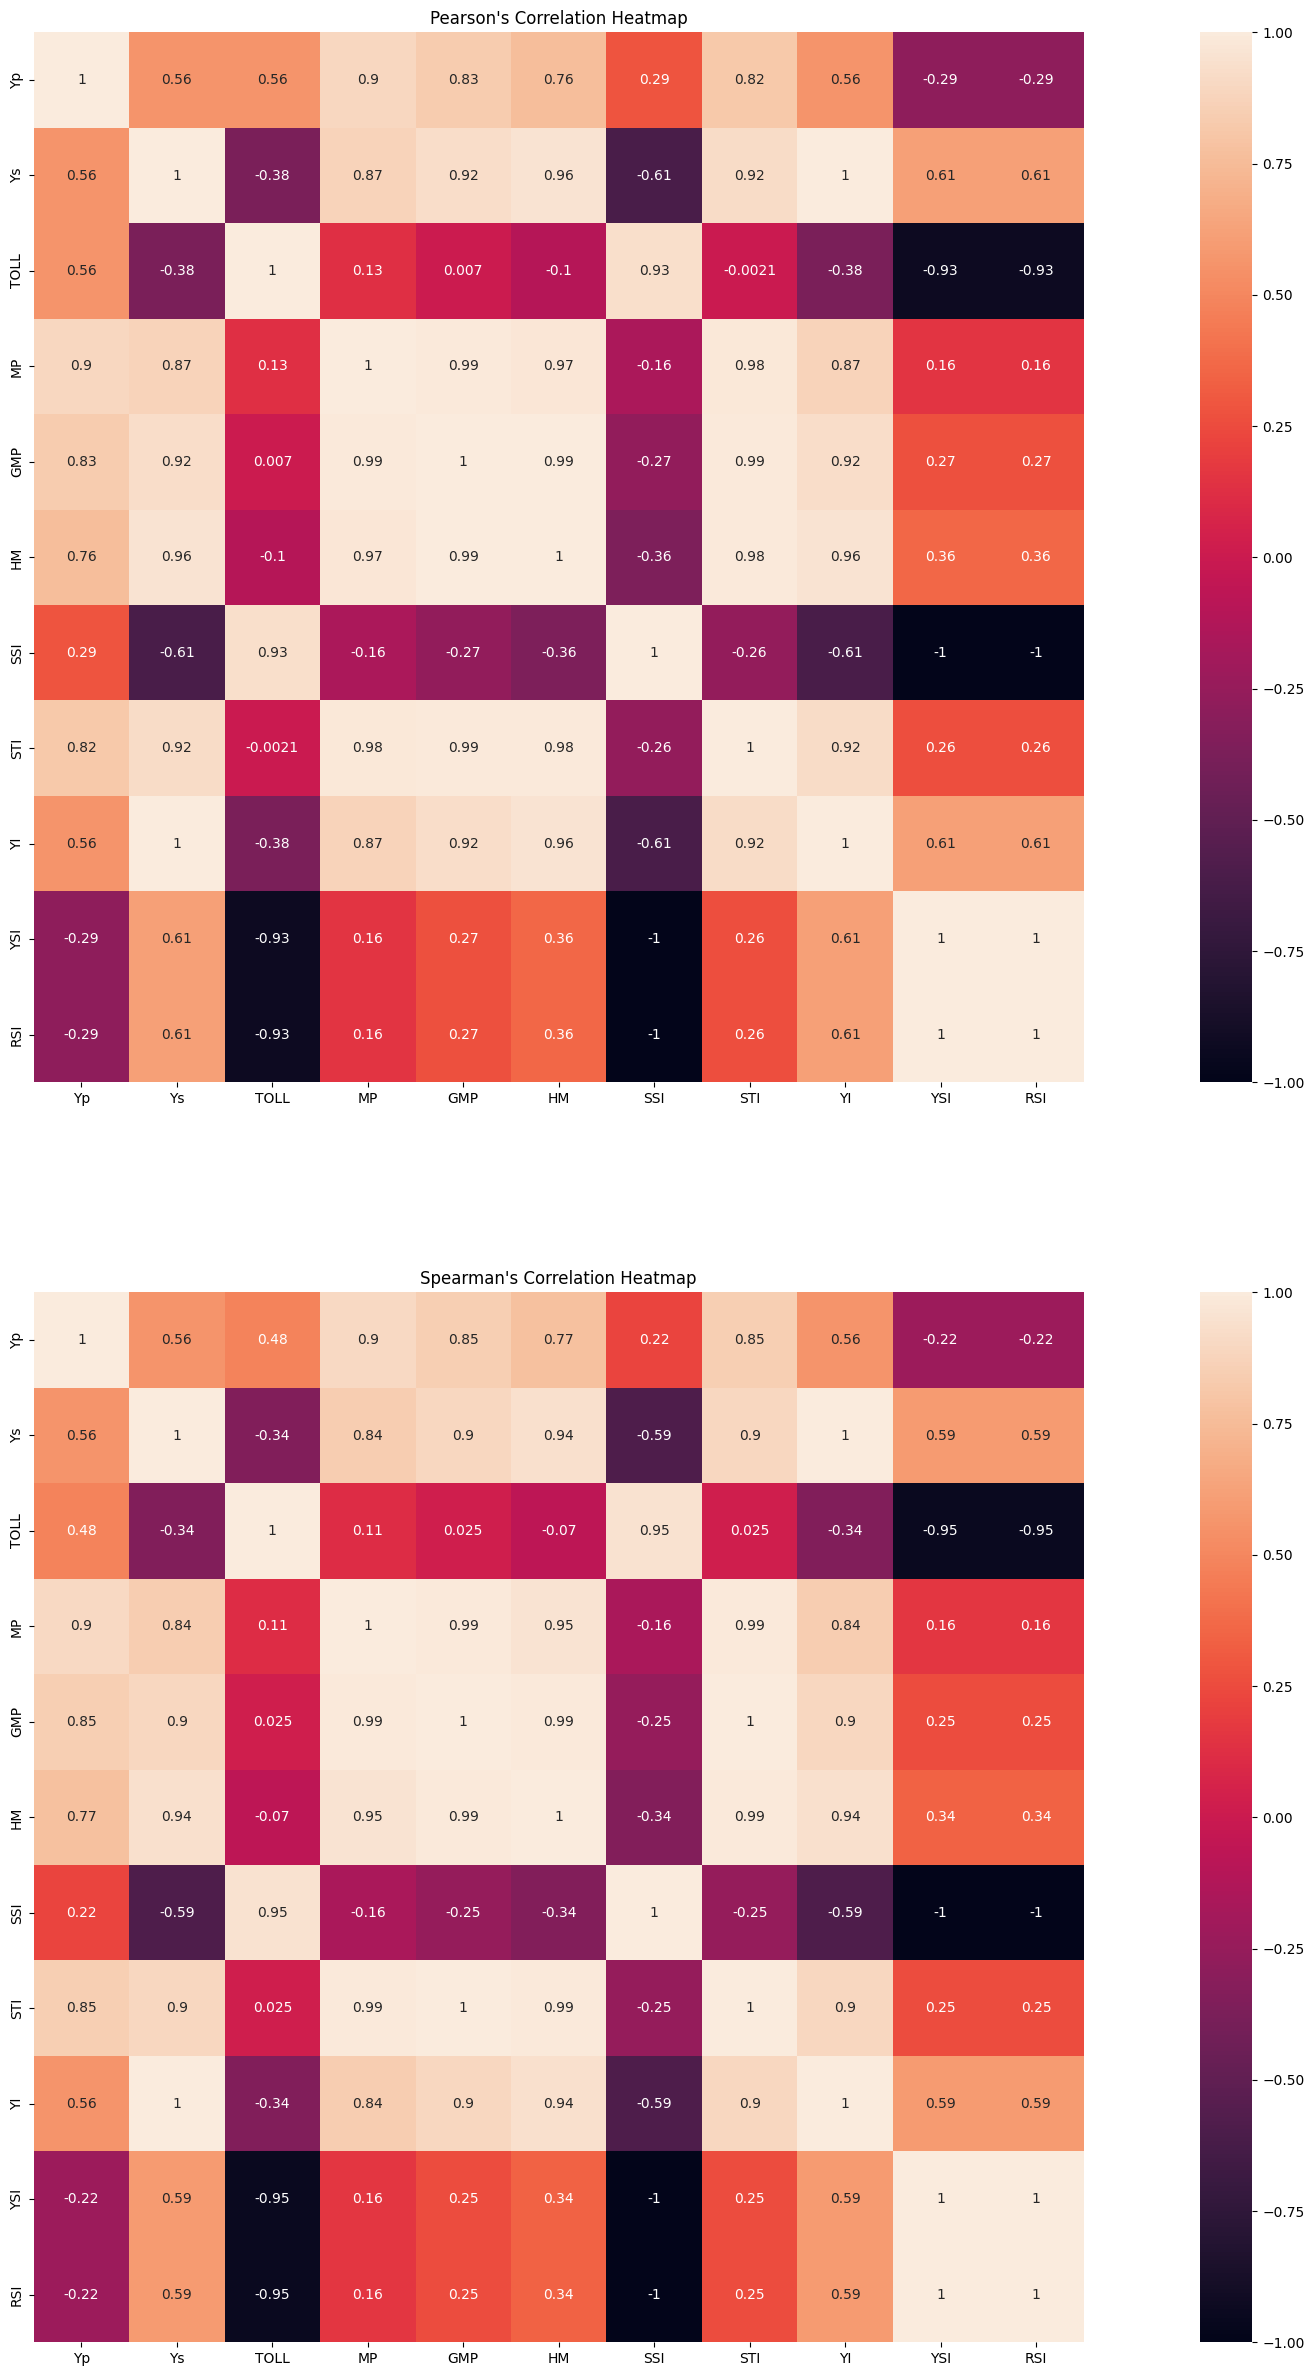 Pearson's Correlation Heatmap
Yp 1 0.56 0.56 0.9 0.83 0.76 0.29 0.82 0.56 -0.29 -0.29
Ys 0.56 1 -0.38 0.87 0.92 0.96 -0.61 0.92 1 0.61 0.61
TOLL 0.56 -0.38 1 0.13 0.007 -0.1 0.93 -0.0021 -0.38 -0.93 -0.93
MP 0.9 0.87 0.13 1 0.99 0.97 -0.16 0.98 0.87 0.16 0.16
GMP 0.83 0.92 0.007 0.99 1 0.99 -0.27 0.99 0.92 0.27 0.27
HM 0.76 0.96 -0.1 0.97 0.99 1 -0.36 0.98 0.96 0.36 0.36
SSI 0.29 -0.61 0.93 -0.16 -0.27 -0.36 1 -0.26 -0.61 -1 -1
STI 0.82 0.92 -0.0021 0.98 0.99 0.98 -0.26 1 0.92 0.26 0.26
YI 0.56 1 -0.38 0.87 0.92 0.96 -0.61 0.92 1 0.61 0.61
YSI -0.29 0.61 -0.93 0.16 0.27 0.36 -1 0.26 0.61 1 1
RSI -0.29 0.61 -0.93 0.16 0.27 0.36 -1 0.26 0.61 1 1
Yp Ys TOLL MP GMP HM SSI STI YI YSI RSI
1.00
0.75
0.50
0.25
0.00
−0.25
−0.50
−0.75
−1.00
Spearman's Correlation Heatmap
Yp 1 0.56 0.48 0.9 0.85 0.77 0.22 0.85 0.56 -0.22 -0.22
Ys 0.56 1 -0.34 0.84 0.9 0.94 -0.59 0.9 1 0.59 0.59
TOLL 0.48 -0.34 1 0.11 0.025 -0.07 0.95 0.025 -0.34 -0.95 -0.95
MP 0.9 0.84 0.11 1 0.99 0.95 -0.16 0.99 0.84 0.16 0.16
GMP 0.85 0.9 0.025 0.99 1 0.99 -0.25 1 0.9 0.25 0.25
HM 0.77 0.94 -0.07 0.95 0.99 1 -0.34 0.99 0.94 0.34 0.34
SSI 0.22 -0.59 0.95 -0.16 -0.25 -0.34 1 -0.25 -0.59 -1 -1
STI 0.85 0.9 0.025 0.99 1 0.99 -0.25 1 0.9 0.25 0.25
YI 0.56 1 -0.34 0.84 0.9 0.94 -0.59 0.9 1 0.59 0.59
YSI -0.22 0.59 -0.95 0.16 0.25 0.34 -1 0.25 0.59 1 1
RSI -0.22 0.59 -0.95 0.16 0.25 0.34 -1 0.25 0.59 1 1
Yp Ys TOLL MP GMP HM SSI STI YI YSI RSI
1.00
0.75
0.50
0.25
0.00
−0.25
−0.50
−0.75
−1.00